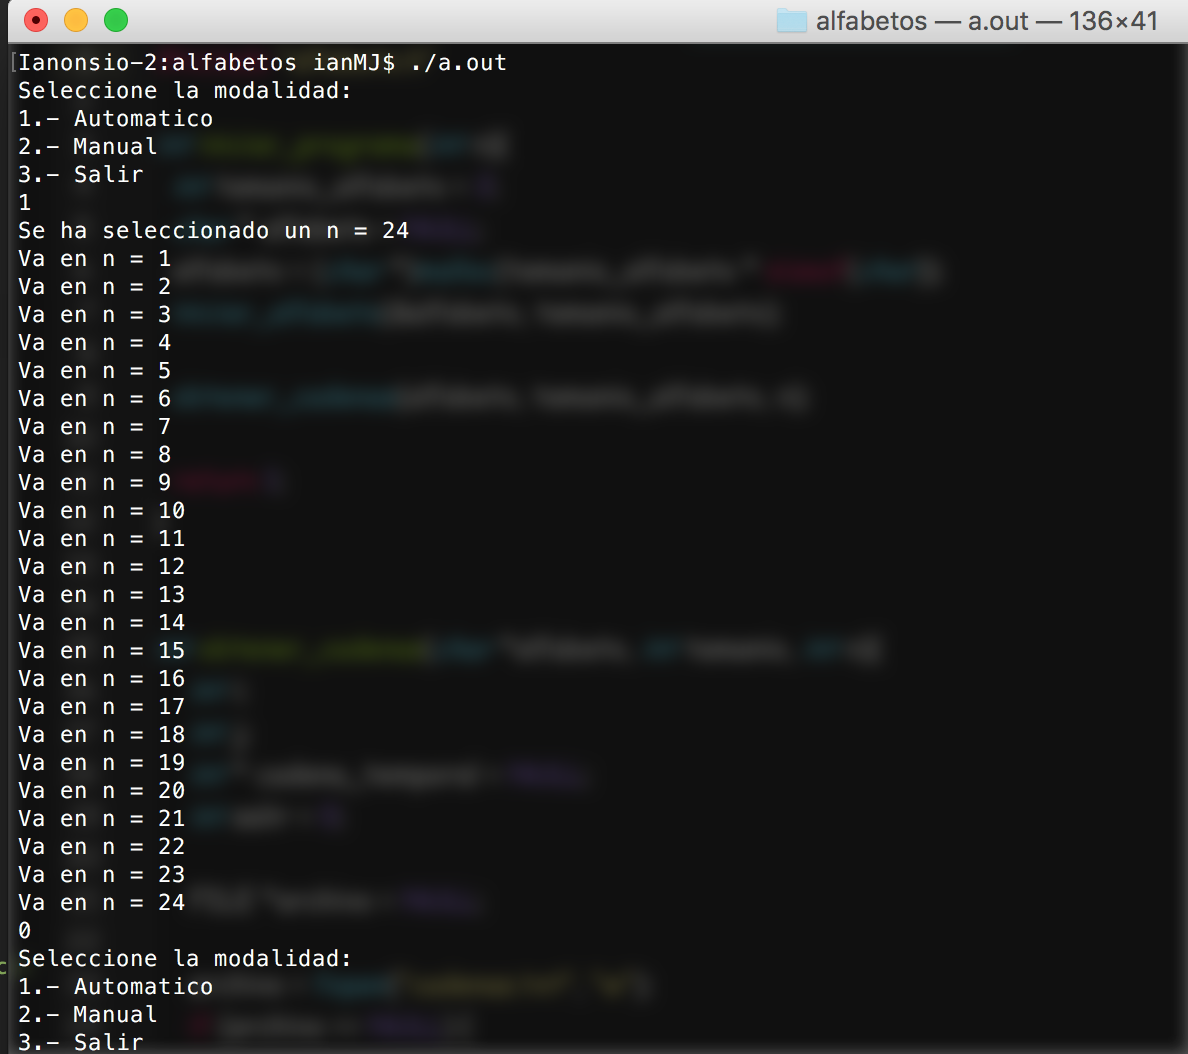 alfabetos — a.out — 136×41
Ianonsio-2:alfabetos ianMJ$ ./a.out
Seleccione la modalidad:
1.- Automatico
2.- Manual
3.- Salir
1
Se ha seleccionado un n = 24
Va en n = 1
Va en n = 2
Va en n = 3
Va en n = 4
Va en n = 5
Va en n = 6
Va en n = 7
Va en n = 8
Va en n = 9
Va en n = 10
Va en n = 11
Va en n = 12
Va en n = 13
Va en n = 14
Va en n = 15
Va en n = 16
Va en n = 17
Va en n = 18
Va en n = 19
Va en n = 20
Va en n = 21
Va en n = 22
Va en n = 23
Va en n = 24
0
Seleccione la modalidad:
1.- Automatico
2.- Manual
3.- Salir